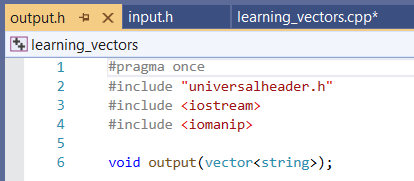 output.h input.h learning_vectors.cpp*
learning_vectors
1 #pragma once
2 #include "universalheader.h"
3 #include <iostream>
4 #include <iomanip>
5
6 void output(vector<string>);